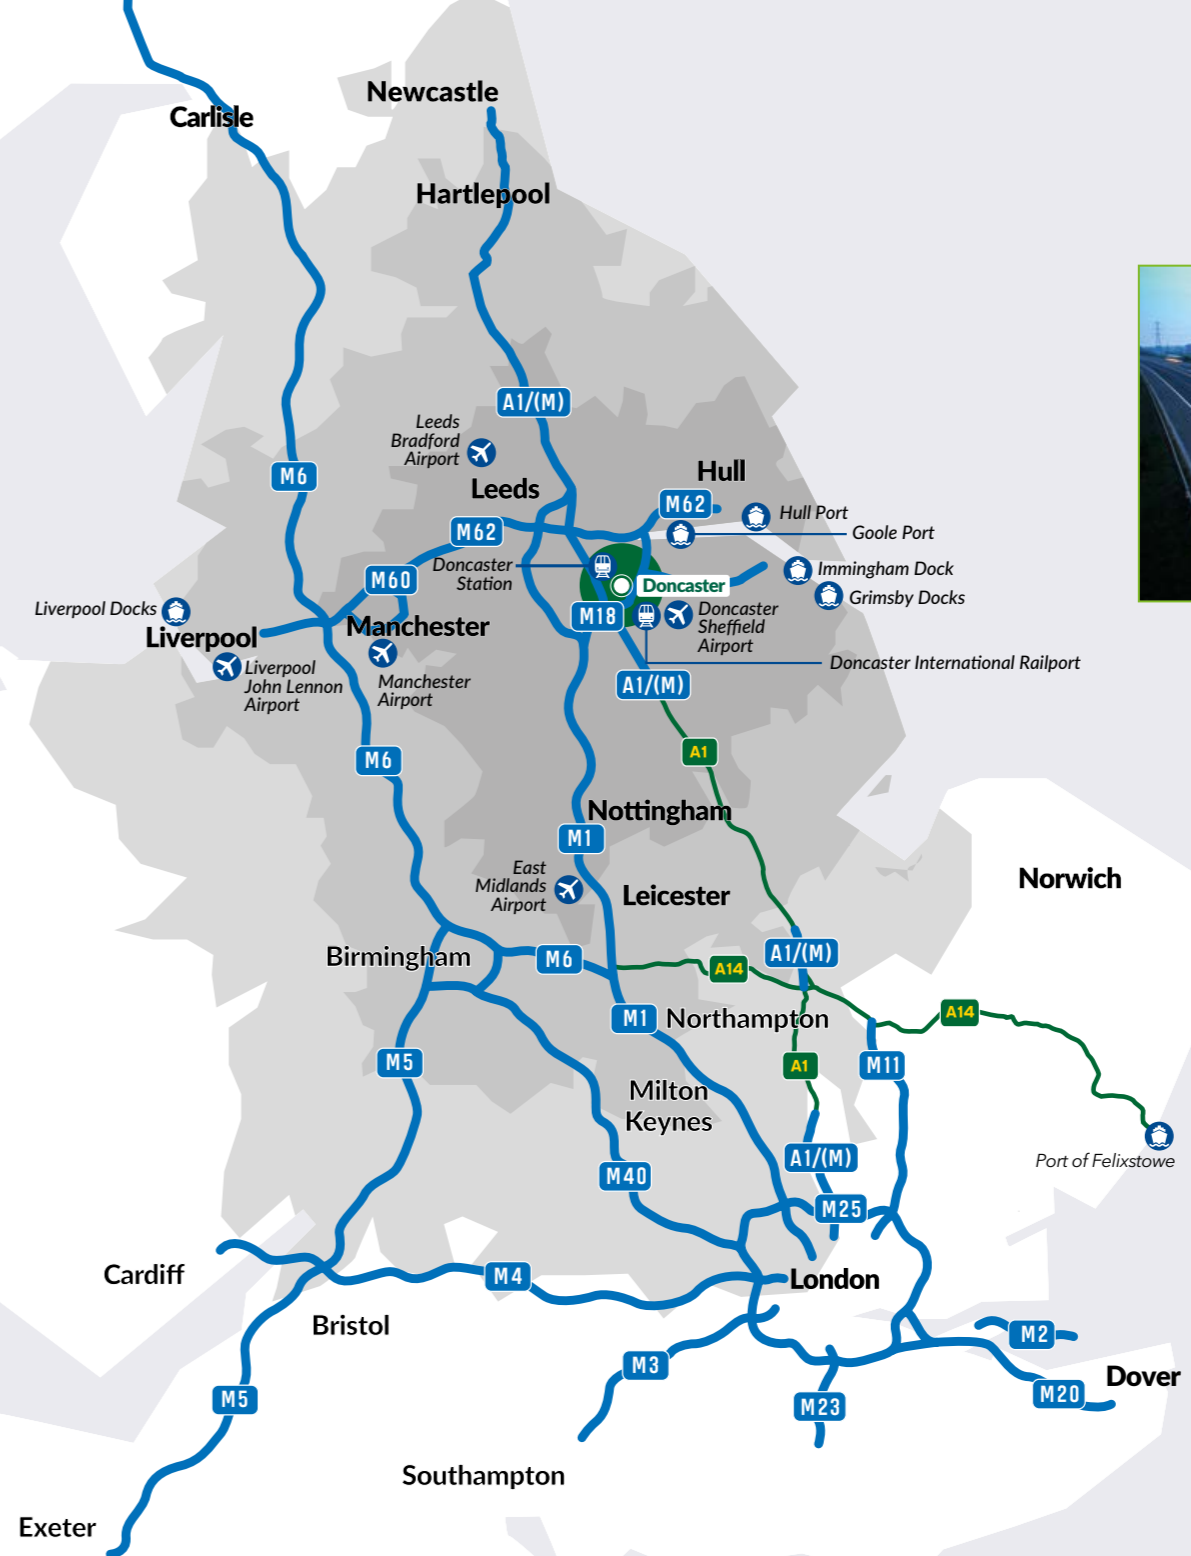 Newcastle
Carlisle
Hartlepool
A1/(M)
Leeds
Bradford
Airport
Hull
M6
Leeds
M62
Hull Port
M62
Goole Port
Doncaster
Station
Immingham Dock
M60
Doncaster
Grimsby Docks
Liverpool Docks
M18
Doncaster
Sheffield
Airport
Liverpool
Manchester
Doncaster International Railport
Liverpool
John Lennon
Airport
Manchester
Airport
A1/(M)
A1
M6
Nottingham
M1
East
Midlands
Airport
Leicester
Norwich
Birmingham
M6
A1/(M)
A14
A14
M1
Northampton
M5
A1
M11
Milton
Keynes
Port of Felixstowe
A1/(M)
M40
M25
Cardiff
M4
London
Bristol
M2
M3
Dover
M5
M23
M20
Southampton
Exeter